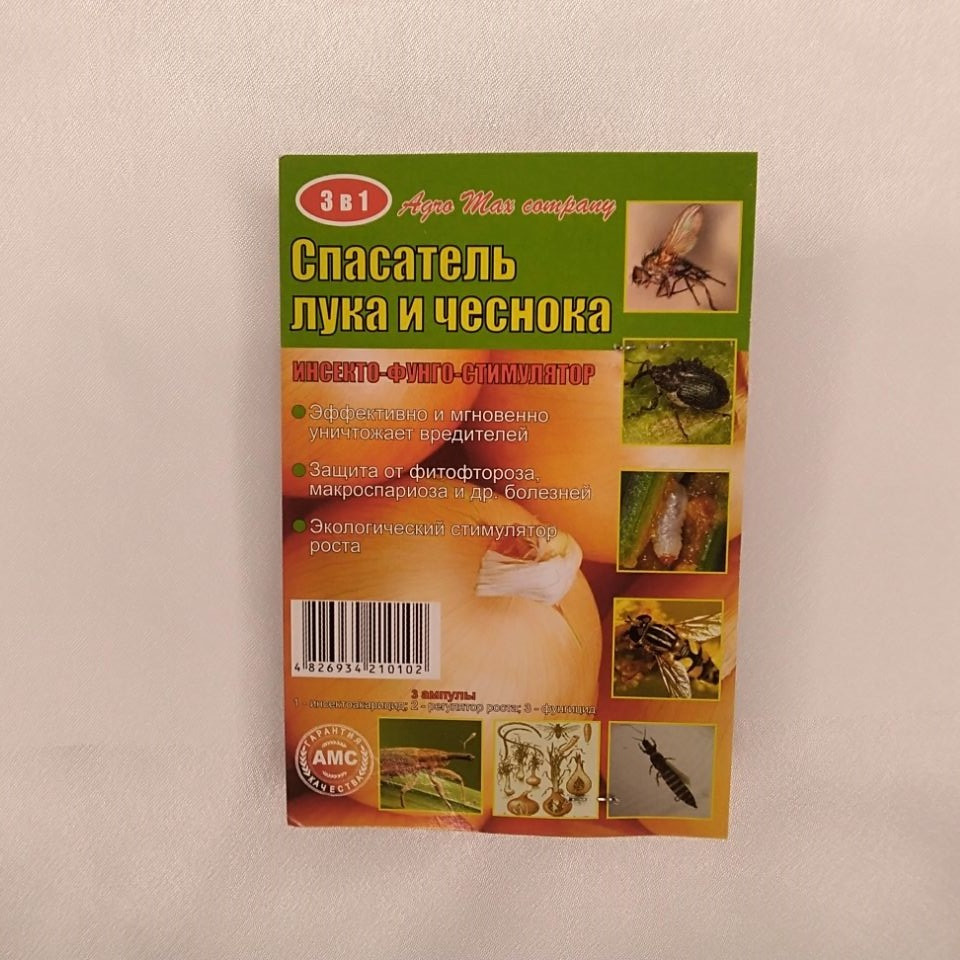 3 в 1
Agro Max company
Спасатель
лука и чеснока
ИНСЕКТО-ФУНГО-СТИМУЛЯТОР
Эффективно и мгновенно
уничтожает вредителей
Защита от фитофтороза,
макроспариоза и др. болезней
Экологический стимулятор
роста
4 826934 210102
3 ампулы
1 - инсектоакарицид; 2 - регулятор роста; 3 - фунгицид
ГАРАНТИЯ
АМС
КАЧЕСТВА